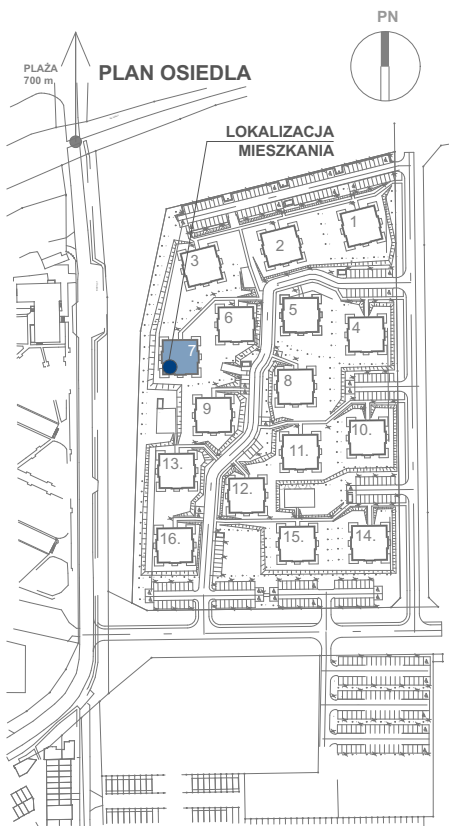 PN
PLAŻA
700 m
PLAN OSIEDLA
LOKALIZACJA
MIESZKANIA
1
2
3
5
6
4
7
8
9
10.
11.
13.
12.
16.
15.
14.